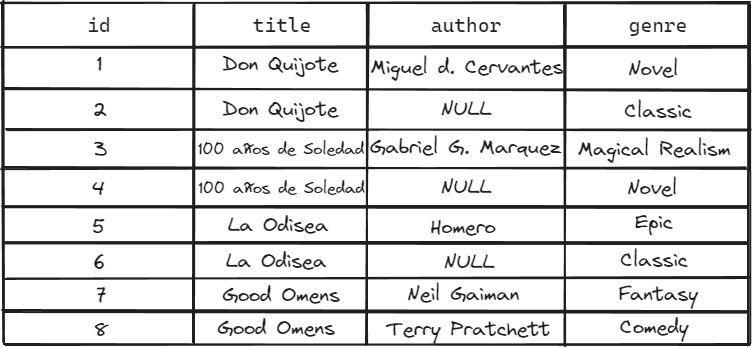 id title author genre
1 Don Quijote Miguel d. Cervantes Novel
2 Don Quijote NULL Classic
3 100 años de Soledad Gabriel G. Marquez Magical Realism
4 100 años de Soledad NULL Novel
5 La Odisea Homero Epic
6 La Odisea NULL Classic
7 Good Omens Neil Gaiman Fantasy
8 Good Omens Terry Pratchett Comedy